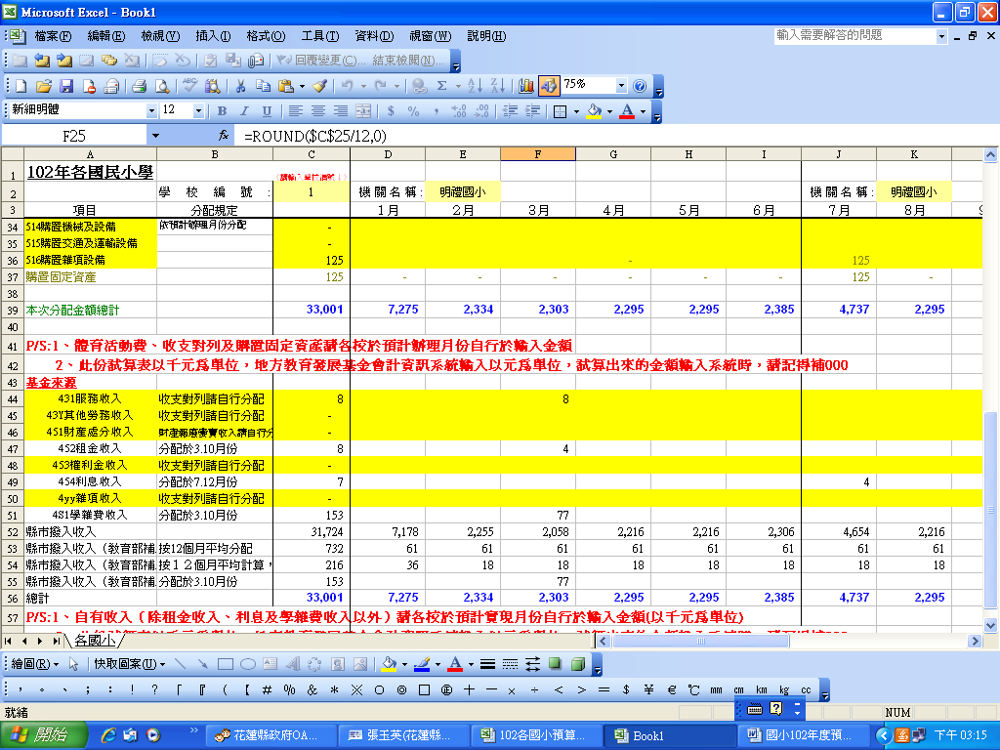 Microsoft Excel - Book1
檔案(F) 編輯(E) 檢視(V) 插入(I) 格式(O) 工具(T) 資料(D) 視窗(W) 說明(H) 輸入需要解答的問題
回覆變更(C)... 結束檢閱(N)...
75%
新細明體 12 B I U $ %
F25 fx =ROUND($C$25/12,0)
A B C D E F G H I J K
1 102年各國民小學
2 學 校 編 號 : 1 機 關 名 稱 : 明禮國小 機 關 名 稱 : 明禮國小
3 項目 分配規定 1月 2月 3月 4月 5月 6月 7月 8月
34 514購置機械及設備 依預計辦理月份分配 -
35 515購置交通及運輸設備 -
36 516購置雜項設備 125 - 125
37 購置固定資產 125 - - - - - - 125 -
38
39 本次分配金額總計 33,001 7,275 2,334 2,303 2,295 2,295 2,385 4,737 2,295
40
41 P/S:1、體育活動費、收支對列及購置固定資產請各校於預計辦理月份自行於輸入金額
42 2、此份試算表以千元為單位，地方教育發展基金會計資訊系統輸入以元為單位，試算出來的金額輸入系統時，請記得補000
43 基金來源
44 431服務收入 收支對列請自行分配 8 8
45 43Y其他勞務收入 收支對列請自行分配 -
46 451財產處分收入 財產報廢變賣收入請自行分 -
47 452租金收入 分配於3.10月份 8 4
48 453權利金收入 收支對列請自行分配 -
49 454利息收入 分配於7.12月份 7 4
50 4yy雜項收入 收支對列請自行分配 -
51 481學雜費收入 分配於3.10月份 153 77
52 縣市撥入收入 31,724 7,178 2,255 2,058 2,216 2,216 2,306 4,654 2,216
53 縣市撥入收入（教育部補 按12個月平均分配 732 61 61 61 61 61 61 61 61
54 縣市撥入收入（教育部補 按１２個月平均計算， 216 36 18 18 18 18 18 18 18
55 縣市撥入收入（教育部補 分配於3.10月份 153 77
56 總計 33,001 7,275 2,334 2,303 2,295 2,295 2,385 4,737 2,295
57 P/S:1、自有收入（除租金收入、利息及學雜費收入以外）請各校於預計實現月份自行於輸入金額(以千元為單位)
各國小
繪圖(R) 快取圖案(U)
， 。 、 ； ： ！ ？ 「 『 （ 【 # % & * ※ ○ ◎ □ ㊣ ＋ － × ÷ ＜ ＞ ＝ $ ¥ ￦ € ℃ mm cm km kg cc
就緒 NUM
開始 花蓮縣政府OA... 張玉英(花蓮縣... 102各國小預算... Book1 國小102年度預... 下午 03:15